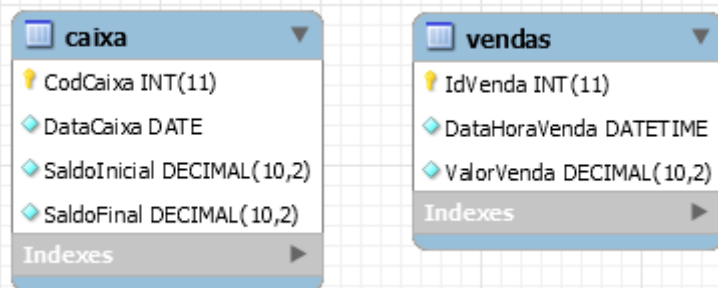 caixa
CodCaixa INT(11)
DataCaixa DATE
SaldoInicial DECIMAL(10,2)
SaldoFinal DECIMAL(10,2)
Indexes
vendas
IdVenda INT(11)
DataHoraVenda DATETIME
ValorVenda DECIMAL(10,2)
Indexes